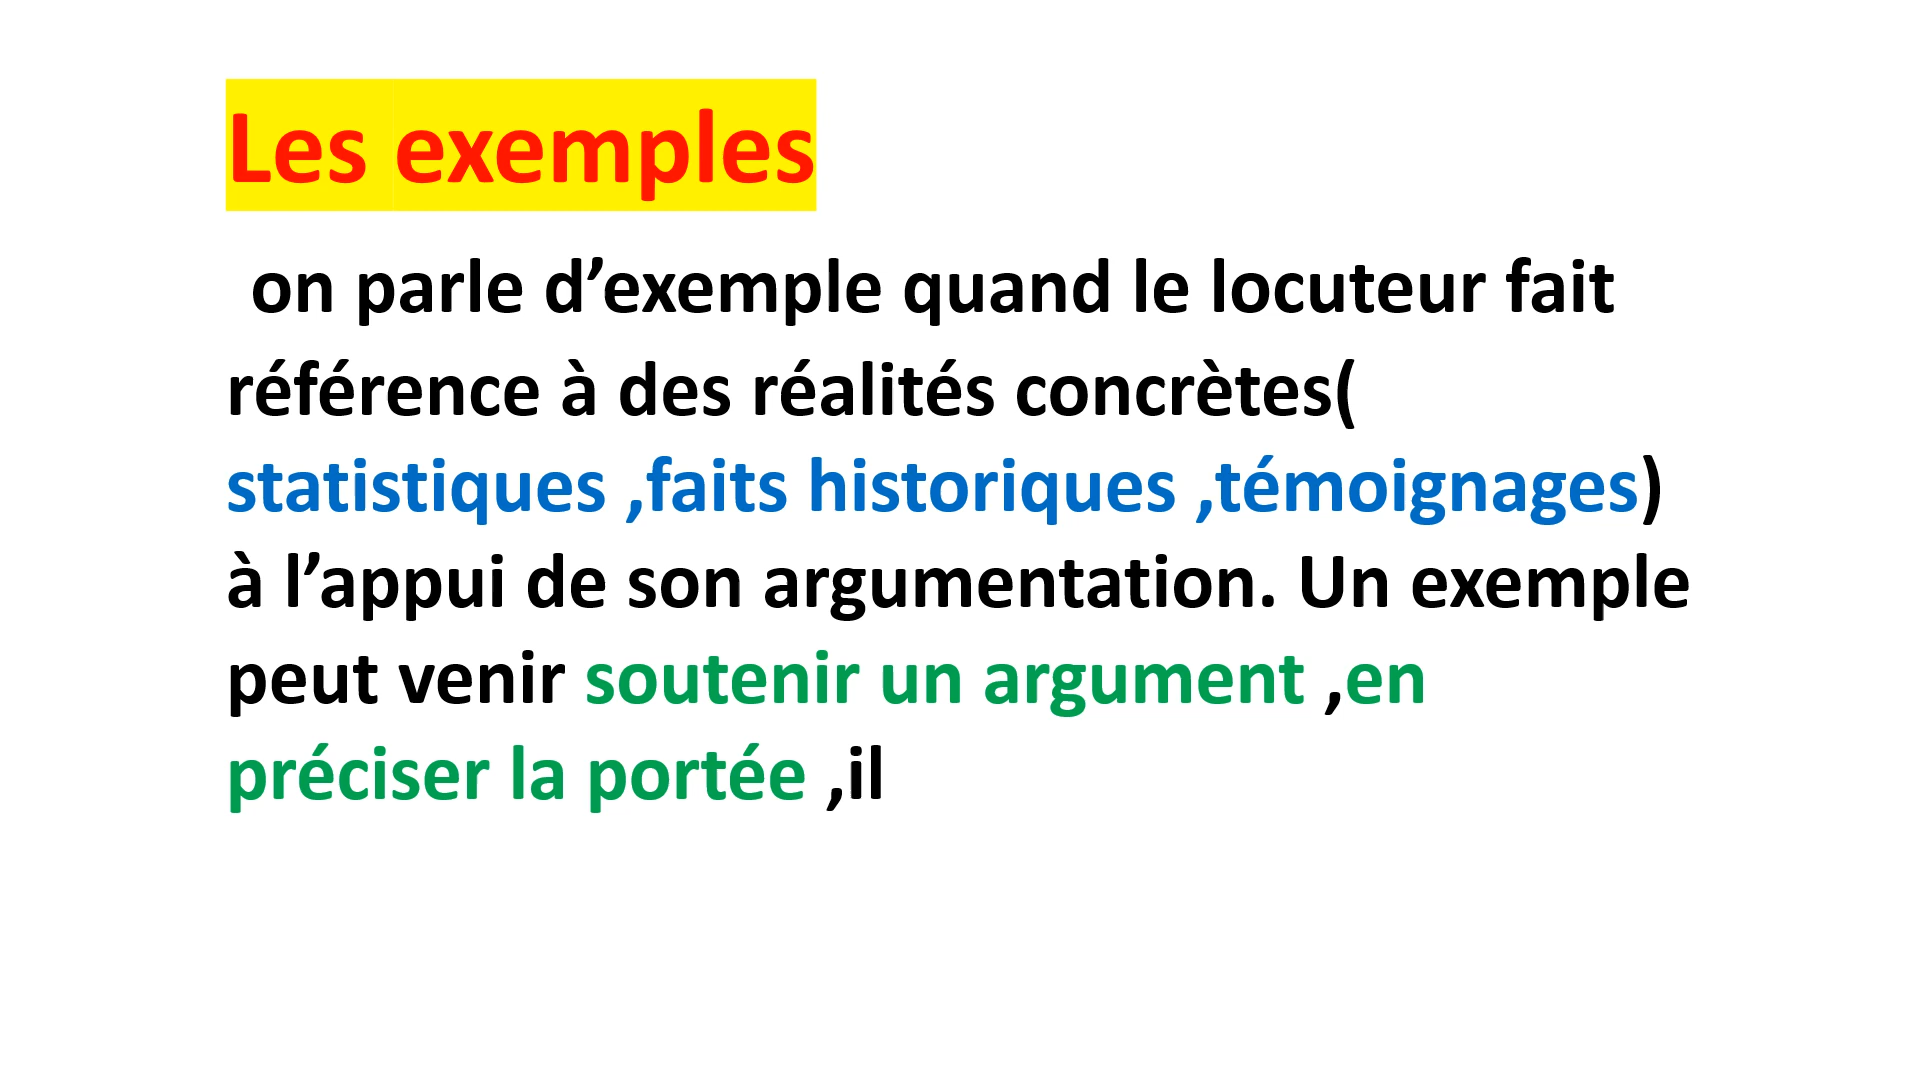 Les exemples
on parle d’exemple quand le locuteur fait
référence à des réalités concrètes(
statistiques ,faits historiques ,témoignages)
à l’appui de son argumentation. Un exemple
peut venir soutenir un argument ,en
préciser la portée ,il